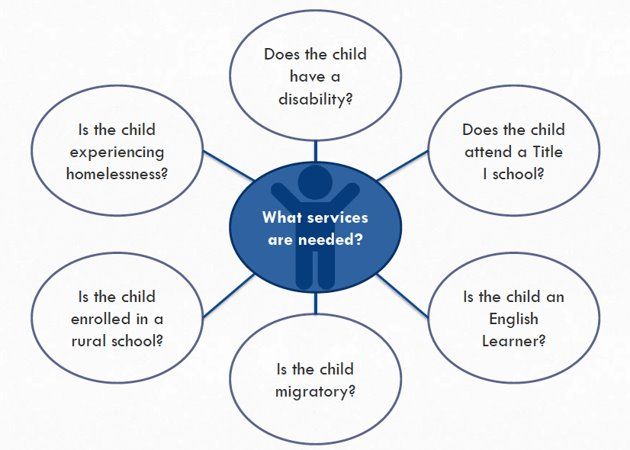 Does the child
have a
disability?
Is the child
experiencing
homelessness?
Does the child
attend a Title
I school?
What services
are needed?
Is the child
enrolled in a
rural school?
Is the child an
English
Learner?
Is the child
migratory?